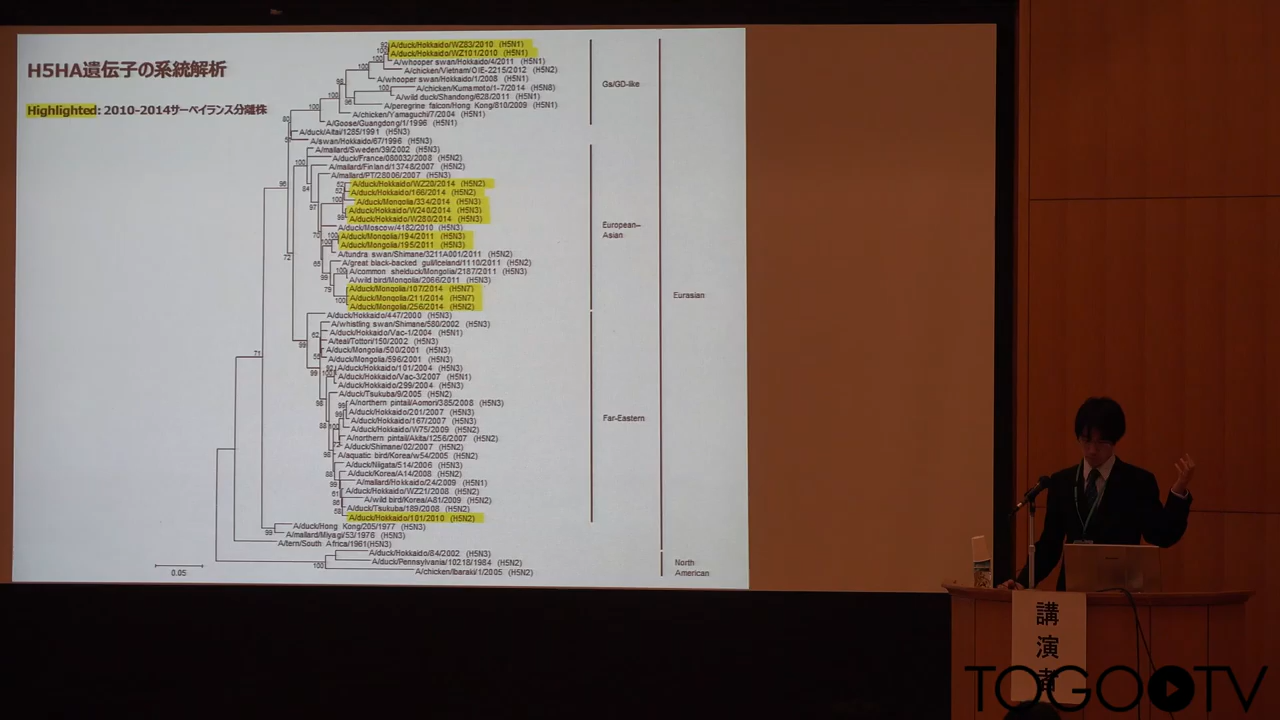 H5HA遺伝子の系統解析
Highlighted: 2010-2014サーベイランス分離株
A/duck/Hokkaido/WZ83/2010 (H5N1)
A/duck/Hokkaido/WZ101/2010 (H5N1)
A/whooper swan/Hokkaido/4/2011 (H5N1)
A/chicken/Vietnam/OIE-2215/2012 (H5N2)
A/whooper swan/Hokkaido/1/2008 (H5N1)
A/chicken/Kumamoto/1-7/2014 (H5N8)
A/wild duck/Shandong/628/2011 (H5N1)
A/peregrine falcon/Hong Kong/810/2009 (H5N1)
A/chicken/Yamaguchi/7/2004 (H5N1)
A/Goose/Guangdong/1/1996 (H5N1)
A/duck/Altai/1285/1991 (H5N3)
A/swan/Hokkaido/67/1996 (H5N3)
A/mallard/Sweden/39/2002 (H5N3)
A/duck/France/080032/2008 (H5N2)
A/mallard/Finland/13748/2007 (H5N2)
A/mallard/PT/28006/2007 (H5N3)
A/duck/Hokkaido/WZ20/2014 (H5N2)
A/duck/Hokkaido/166/2014 (H5N2)
A/duck/Mongolia/334/2014 (H5N3)
A/duck/Hokkaido/W240/2014 (H5N3)
A/duck/Hokkaido/W280/2014 (H5N3)
A/duck/Moscow/4182/2010 (H5N3)
A/duck/Mongolia/194/2011 (H5N3)
A/duck/Mongolia/195/2011 (H5N3)
A/tundra swan/Shimane/3211A001/2011 (H5N2)
A/great black-backed gull/Iceland/1110/2011 (H5N2)
A/common shelduck/Mongolia/2187/2011 (H5N3)
A/wild bird/Mongolia/2066/2011 (H5N3)
A/duck/Mongolia/107/2014 (H5N7)
A/duck/Mongolia/211/2014 (H5N7)
A/duck/Mongolia/256/2014 (H5N2)
A/duck/Hokkaido/447/2000 (H5N3)
A/whistling swan/Shimane/580/2002 (H5N3)
A/duck/Hokkaido/Vac-1/2004 (H5N1)
A/teal/Tottori/150/2002 (H5N3)
A/duck/Mongolia/500/2001 (H5N3)
A/duck/Mongolia/596/2001 (H5N3)
A/duck/Hokkaido/101/2004 (H5N3)
A/duck/Hokkaido/Vac-3/2007 (H5N1)
A/duck/Hokkaido/299/2004 (H5N3)
A/duck/Tsukuba/9/2005 (H5N2)
A/northern pintail/Aomori/385/2008 (H5N3)
A/duck/Hokkaido/201/2007 (H5N3)
A/duck/Hokkaido/167/2007 (H5N3)
A/duck/Hokkaido/W75/2009 (H5N2)
A/northern pintail/Akita/1256/2007 (H5N2)
A/duck/Shimane/02/2007 (H5N2)
A/aquatic bird/Korea/w54/2005 (H5N2)
A/duck/Niigata/514/2006 (H5N3)
A/duck/Korea/A14/2008 (H5N2)
A/mallard/Hokkaido/24/2009 (H5N1)
A/duck/Hokkaido/WZ21/2008 (H5N2)
A/wild bird/Korea/A81/2009 (H5N2)
A/duck/Tsukuba/189/2008 (H5N2)
A/duck/Hokkaido/101/2010 (H5N2)
A/duck/Hong Kong/205/1977 (H5N3)
A/mallard/Miyagi/53/1976 (H5N3)
A/tern/South Africa/1961(H5N3)
A/duck/Hokkaido/84/2002 (H5N3)
A/duck/Pennsylvania/10218/1984 (H5N2)
A/chicken/Ibaraki/1/2005 (H5N2)
Gs/GD-like
European–
Asian
Far-Eastern
Eurasian
North
American
0.05
講演者
TOGOTV